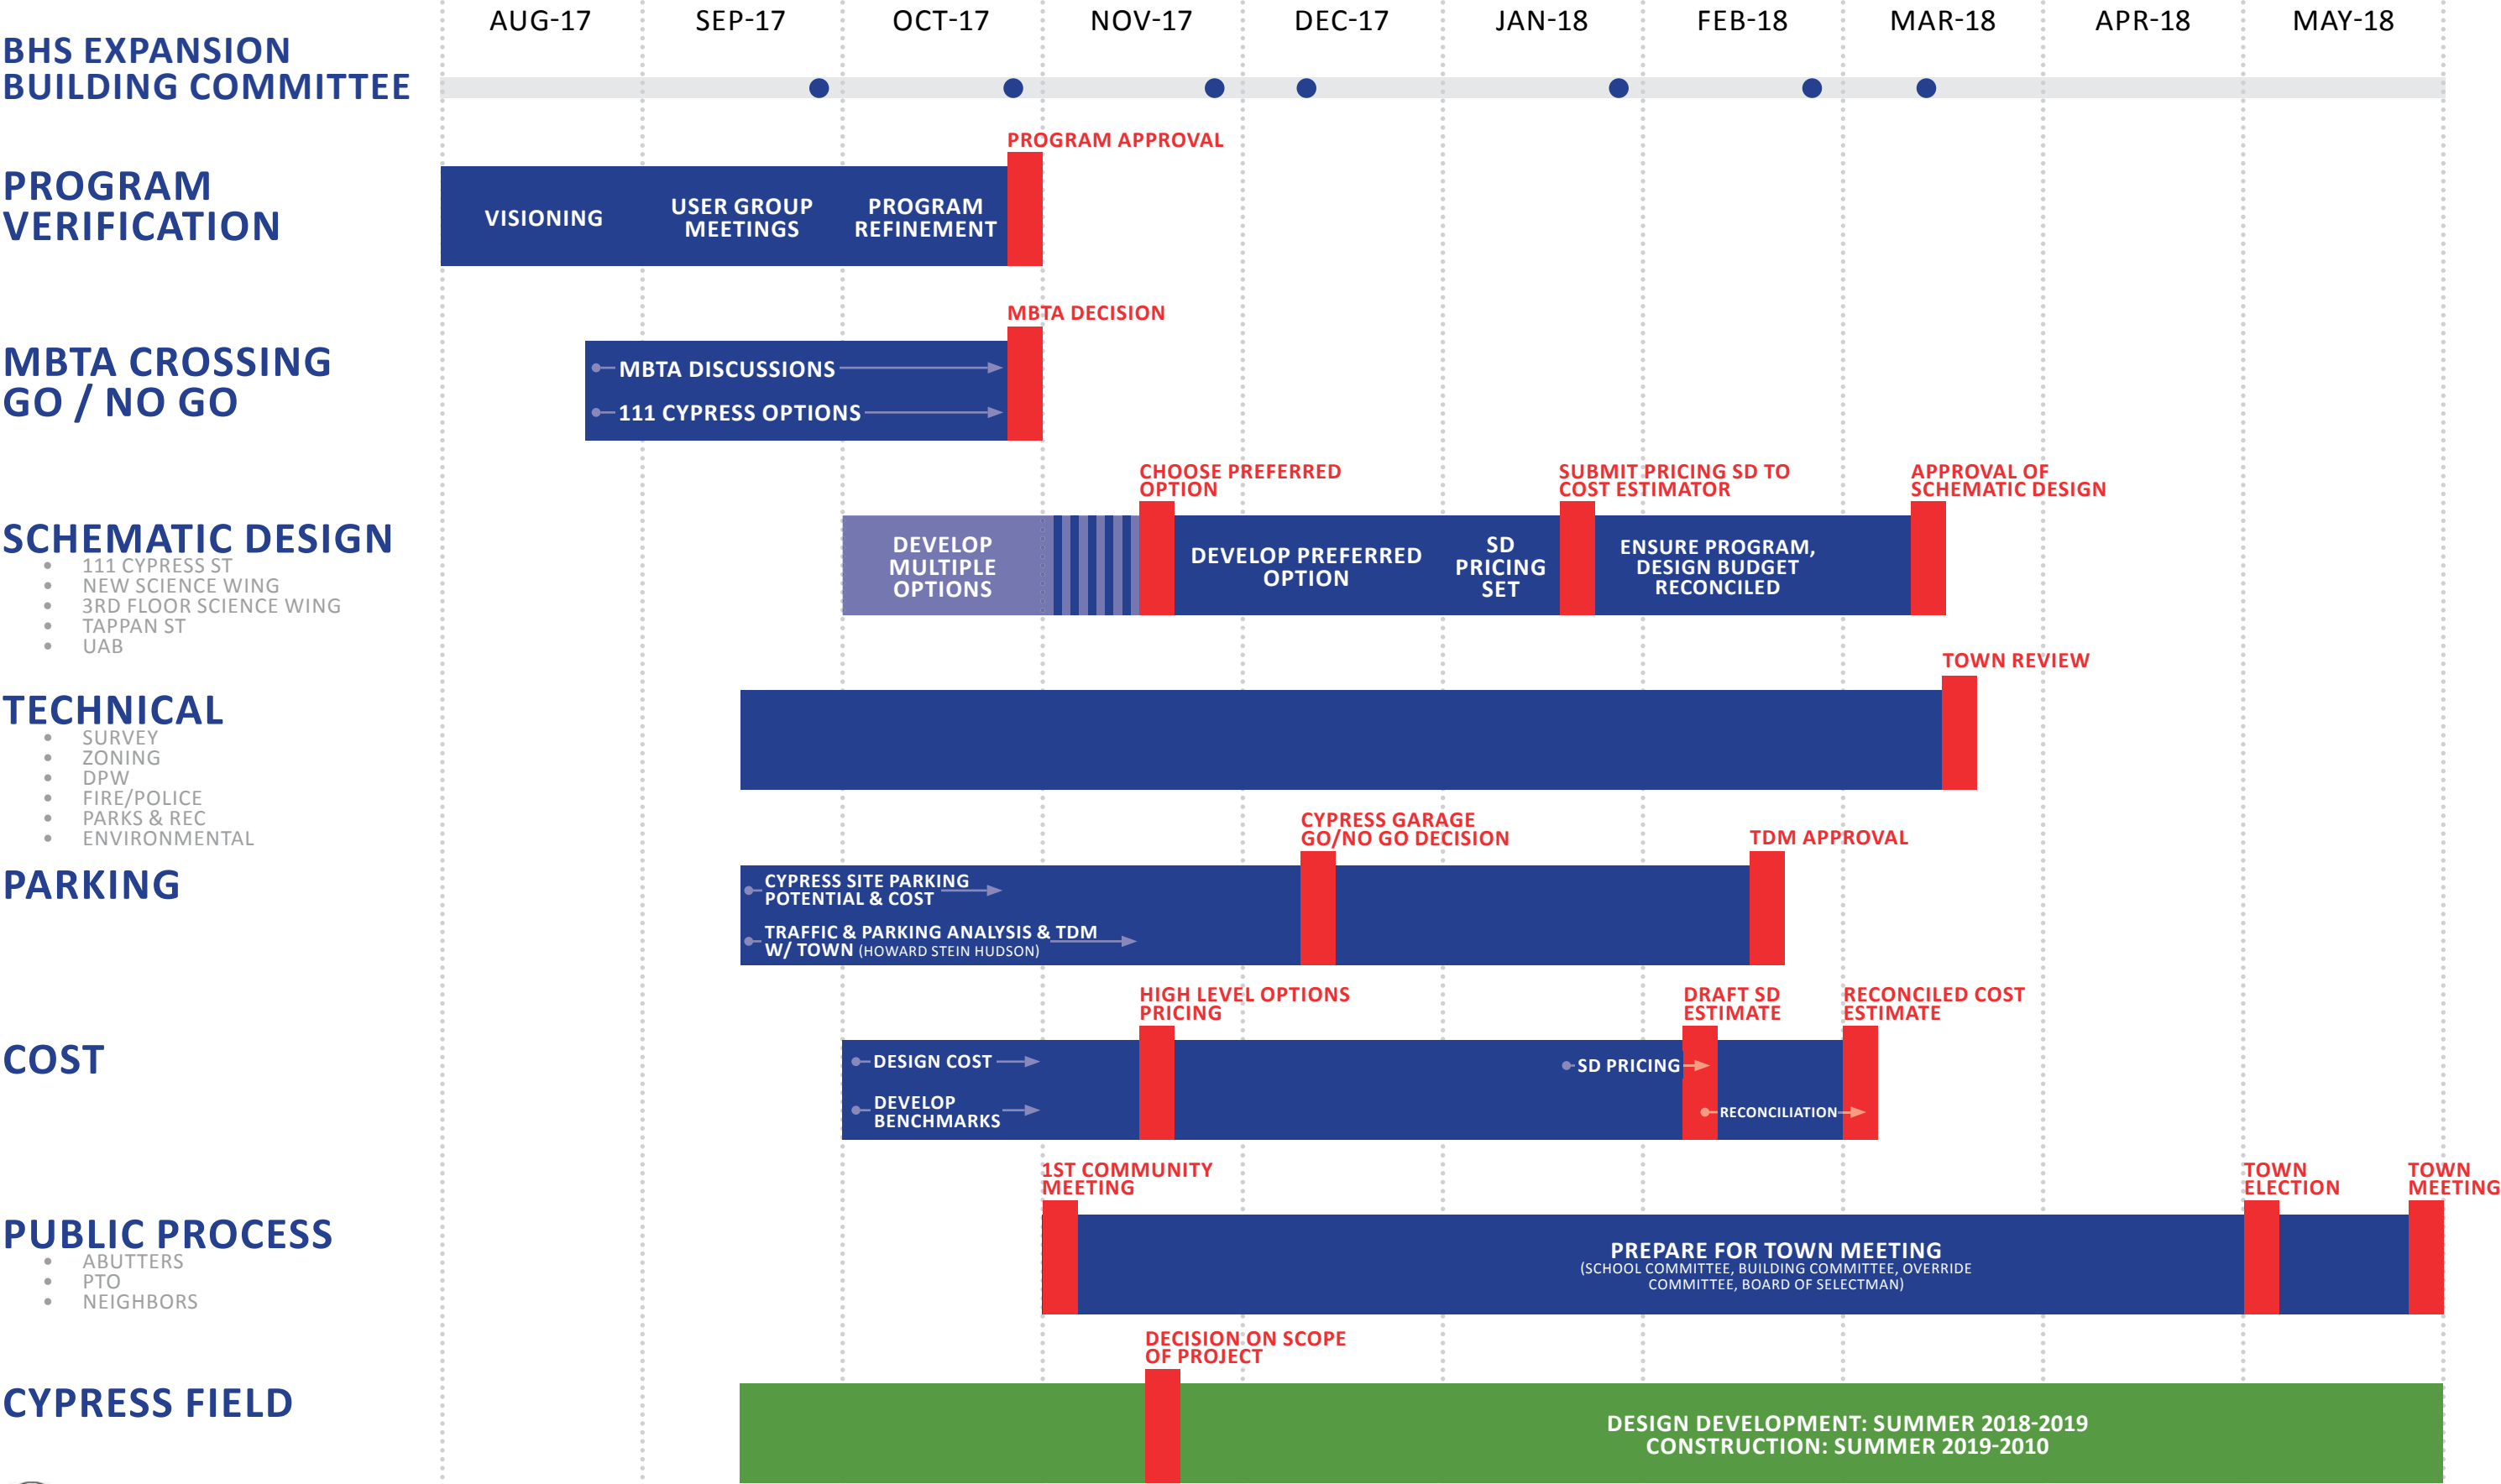 AUG-17 SEP-17 OCT-17 NOV-17 DEC-17 JAN-18 FEB-18 MAR-18 APR-18 MAY-18
BHS EXPANSION
BUILDING COMMITTEE
PROGRAM APPROVAL
PROGRAM
VERIFICATION
VISIONING
USER GROUP
MEETINGS
PROGRAM
REFINEMENT
MBTA DECISION
MBTA CROSSING
GO / NO GO
MBTA DISCUSSIONS
111 CYPRESS OPTIONS
CHOOSE PREFERRED
OPTION
SUBMIT PRICING SD TO
COST ESTIMATOR
APPROVAL OF
SCHEMATIC DESIGN
SCHEMATIC DESIGN
• 111 CYPRESS ST
• NEW SCIENCE WING
• 3RD FLOOR SCIENCE WING
• TAPPAN ST
• UAB
DEVELOP
MULTIPLE
OPTIONS
DEVELOP PREFERRED
OPTION
SD
PRICING
SET
ENSURE PROGRAM,
DESIGN BUDGET
RECONCILED
TOWN REVIEW
TECHNICAL
• SURVEY
• ZONING
• DPW
• FIRE/POLICE
• PARKS & REC
• ENVIRONMENTAL
CYPRESS GARAGE
GO/NO GO DECISION
TDM APPROVAL
PARKING
CYPRESS SITE PARKING
POTENTIAL & COST
TRAFFIC & PARKING ANALYSIS & TDM
W/ TOWN (HOWARD STEIN HUDSON)
HIGH LEVEL OPTIONS
PRICING
DRAFT SD
ESTIMATE
RECONCILED COST
ESTIMATE
COST
DESIGN COST
DEVELOP
BENCHMARKS
SD PRICING
RECONCILIATION
1ST COMMUNITY
MEETING
TOWN
ELECTION
TOWN
MEETING
PUBLIC PROCESS
• ABUTTERS
• PTO
• NEIGHBORS
PREPARE FOR TOWN MEETING
(SCHOOL COMMITTEE, BUILDING COMMITTEE, OVERRIDE
COMMITTEE, BOARD OF SELECTMAN)
DECISION ON SCOPE
OF PROJECT
CYPRESS FIELD
DESIGN DEVELOPMENT: SUMMER 2018-2019
CONSTRUCTION: SUMMER 2019-2010